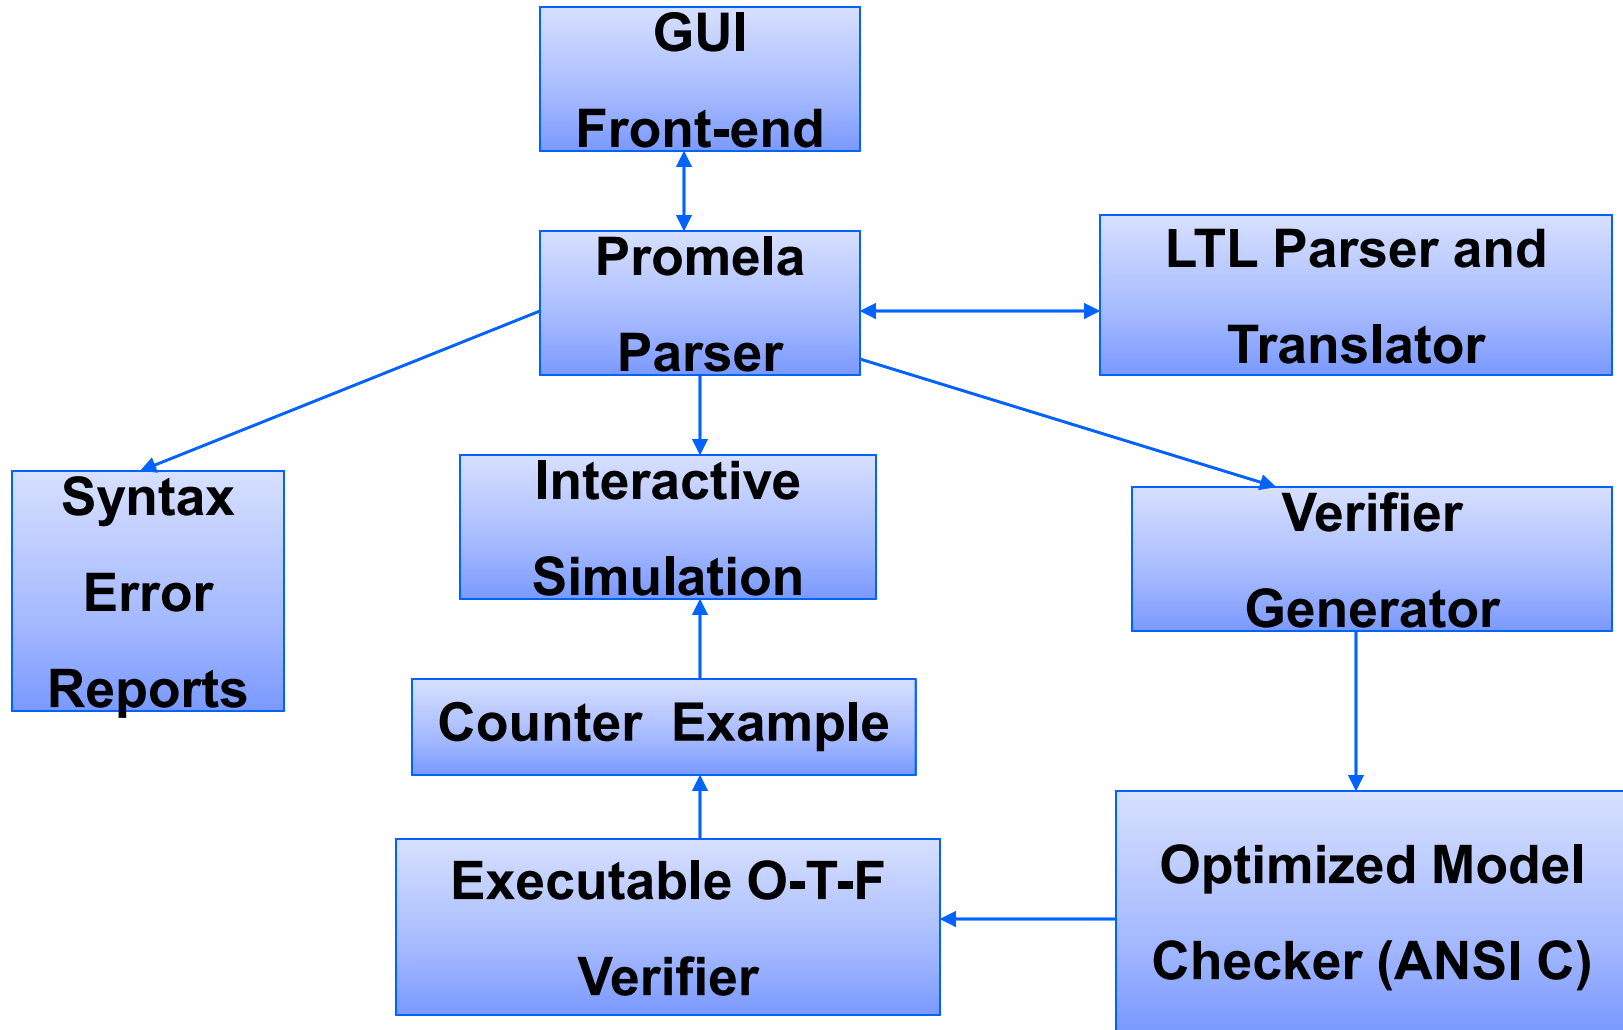 GUI
Front-end
Promela
Parser
LTL Parser and
Translator
Syntax
Error
Reports
Interactive
Simulation
Verifier
Generator
Counter  Example
Executable O-T-F
Verifier
Optimized Model
Checker (ANSI C)